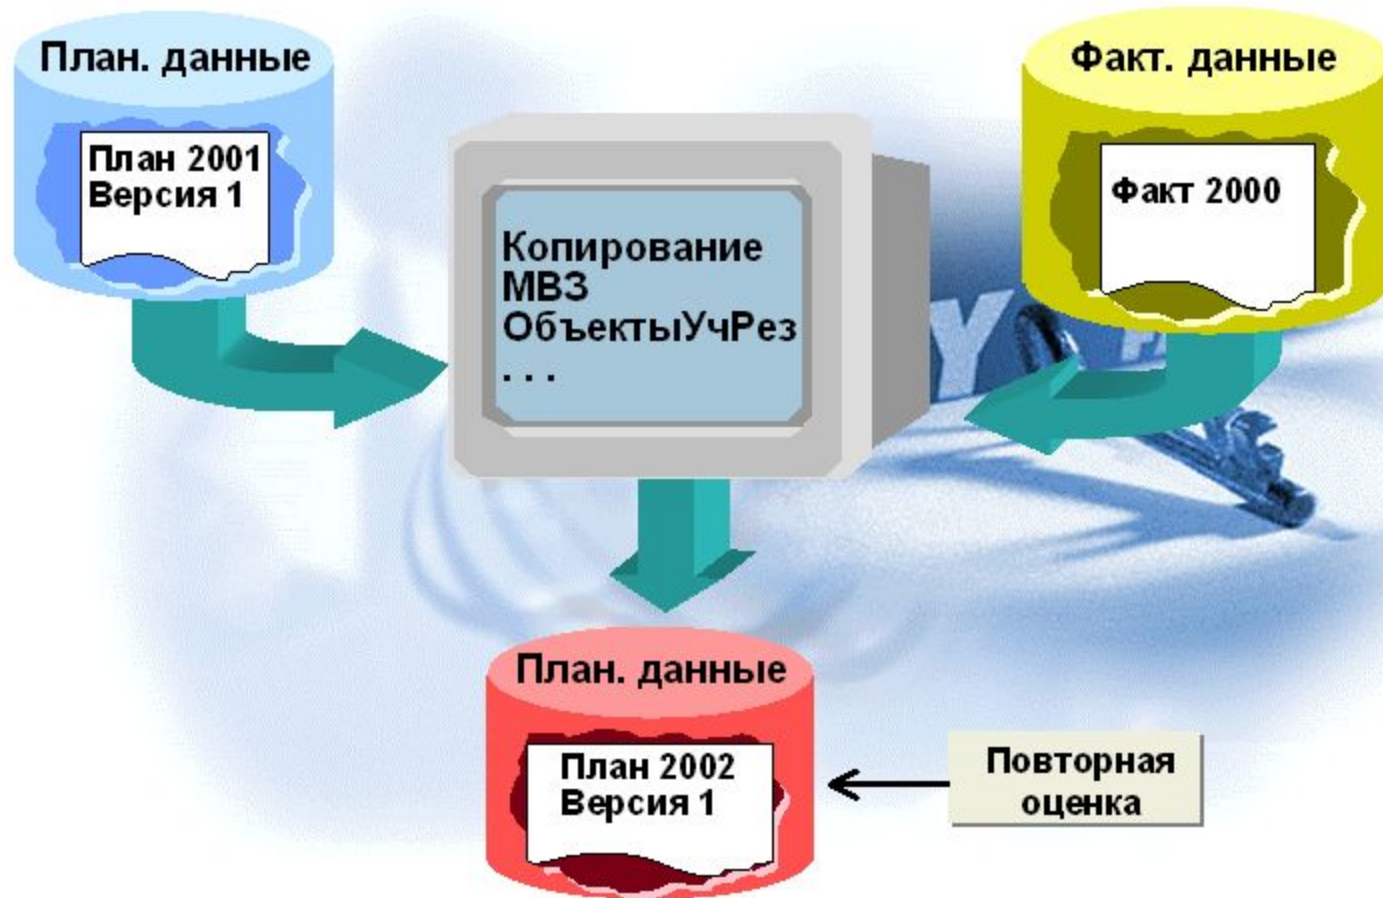 План. данные
План 2001
Версия 1
Факт. данные
Факт 2000
Копирование
МВЗ
ОбъектыУчРез
. . .
План. данные
План 2002
Версия 1
Повторная
оценка